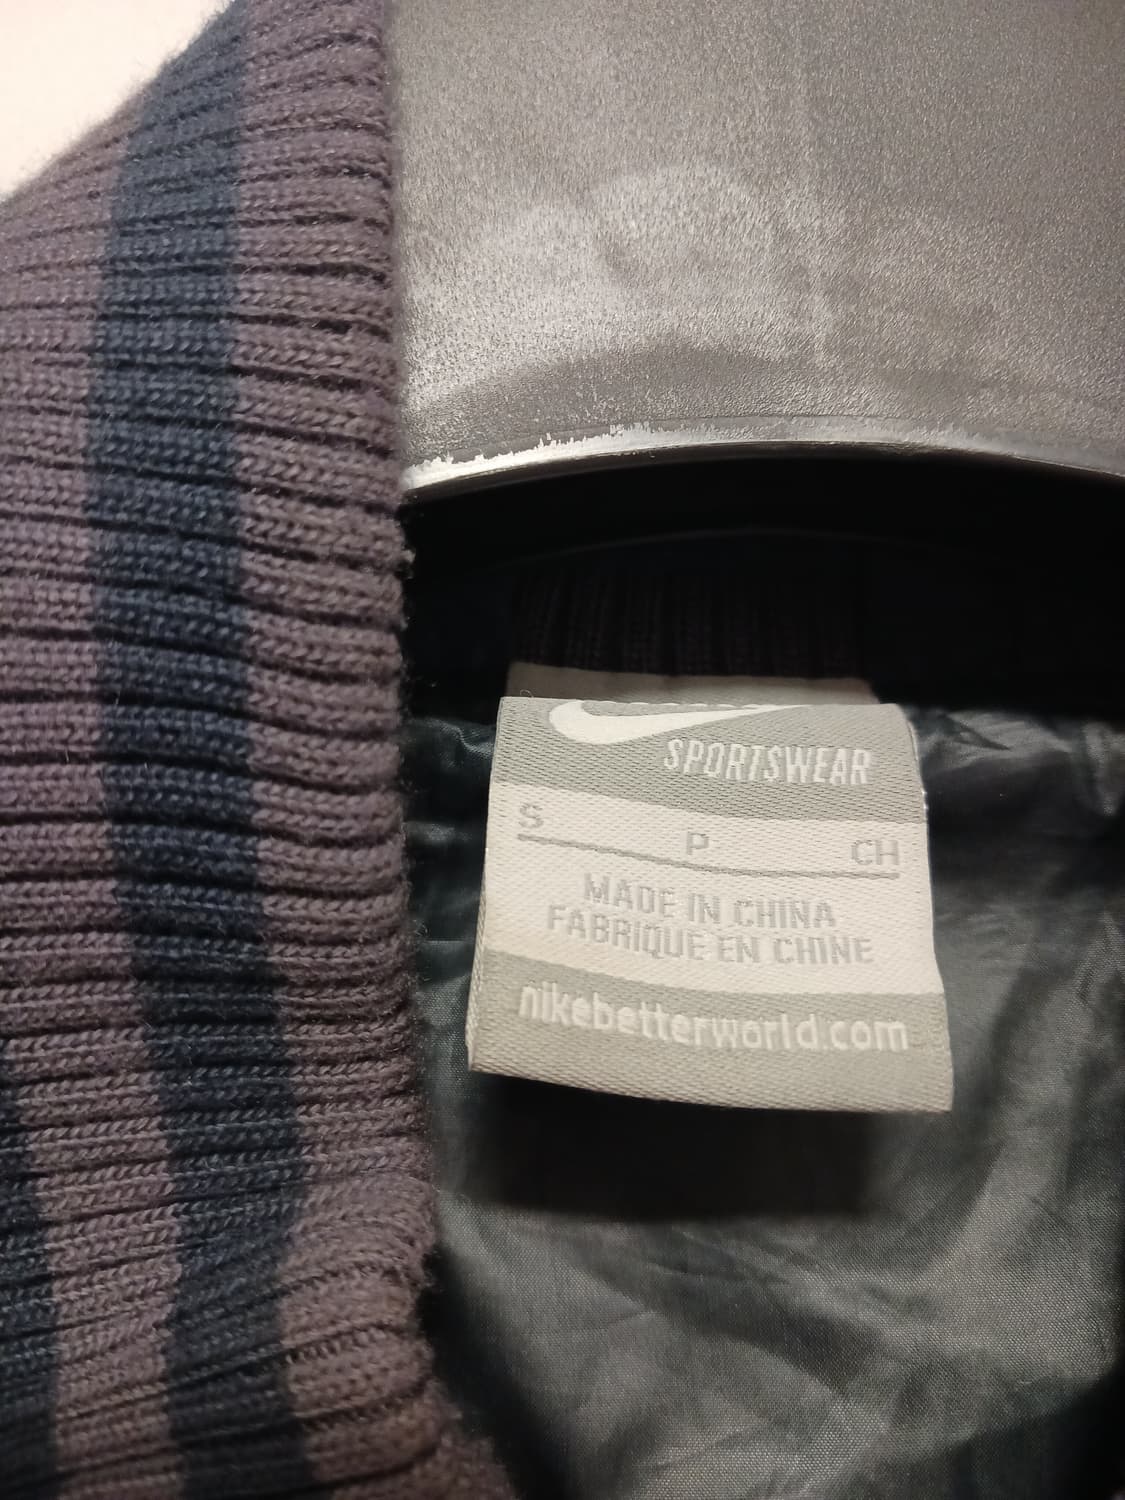 SPORTSWEAR
S P CH
MADE IN CHINA
FABRIQUE EN CHINE
nikebetterworld.com